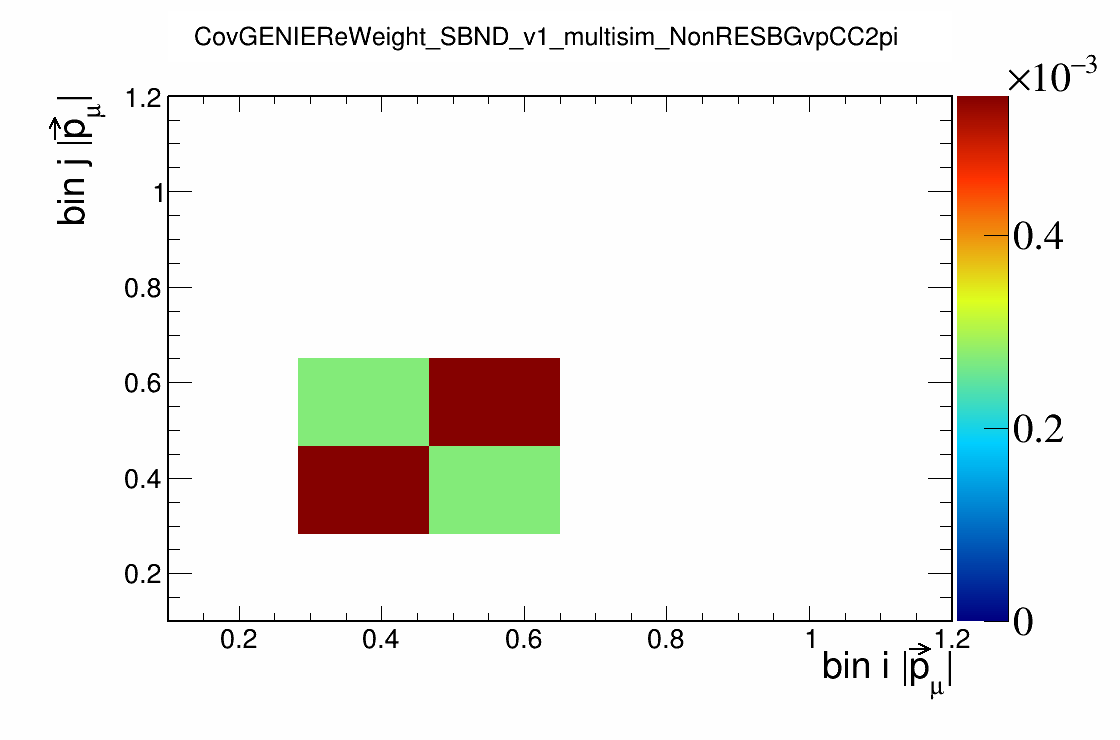 CovGENIEReWeight_SBND_v1_multisim_NonRESBGvpCC2pi
×10⁻³
bin j |p⃗μ|
1.2
1
0.8
0.6
0.4
0.2
0.4
0.2
0
0.2 0.4 0.6 0.8 1 1.2
bin i |p⃗μ|